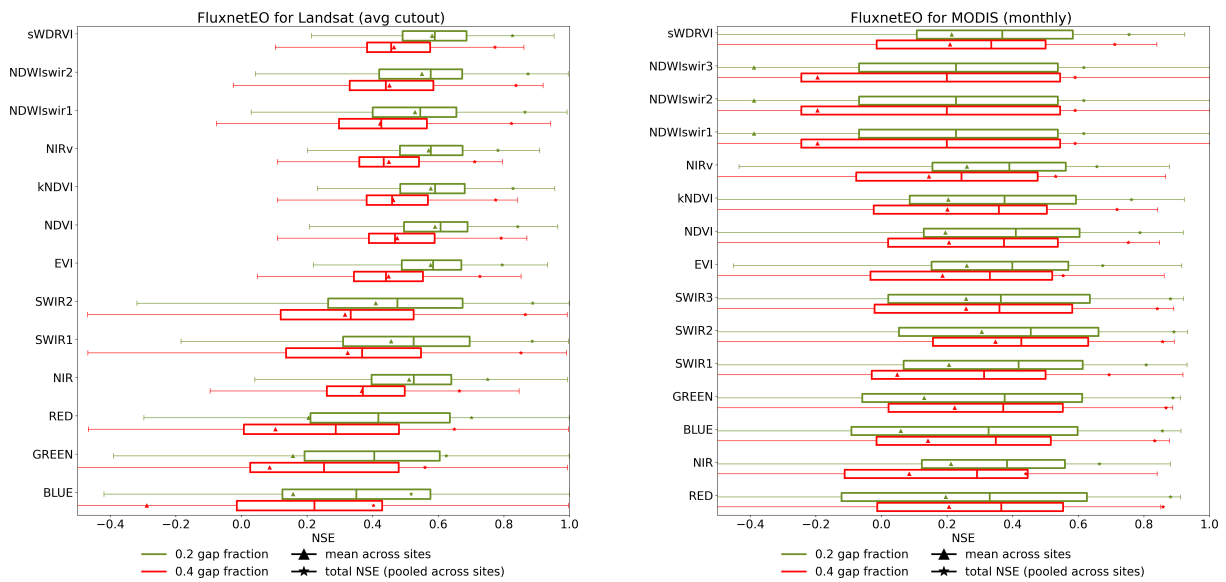 FluxnetEO for Landsat (avg cutout)
sWDRVI
NDWIswir2
NDWIswir1
NIRv
kNDVI
NDVI
EVI
SWIR2
SWIR1
NIR
RED
GREEN
BLUE
−0.4 −0.2 0.0 0.2 0.4 0.6 0.8 1.0
NSE
0.2 gap fraction mean across sites
0.4 gap fraction total NSE (pooled across sites)
FluxnetEO for MODIS (monthly)
sWDRVI
NDWIswir3
NDWIswir2
NDWIswir1
NIRv
kNDVI
NDVI
EVI
SWIR3
SWIR2
SWIR1
GREEN
BLUE
NIR
RED
−0.4 −0.2 0.0 0.2 0.4 0.6 0.8 1.0
NSE
0.2 gap fraction mean across sites
0.4 gap fraction total NSE (pooled across sites)